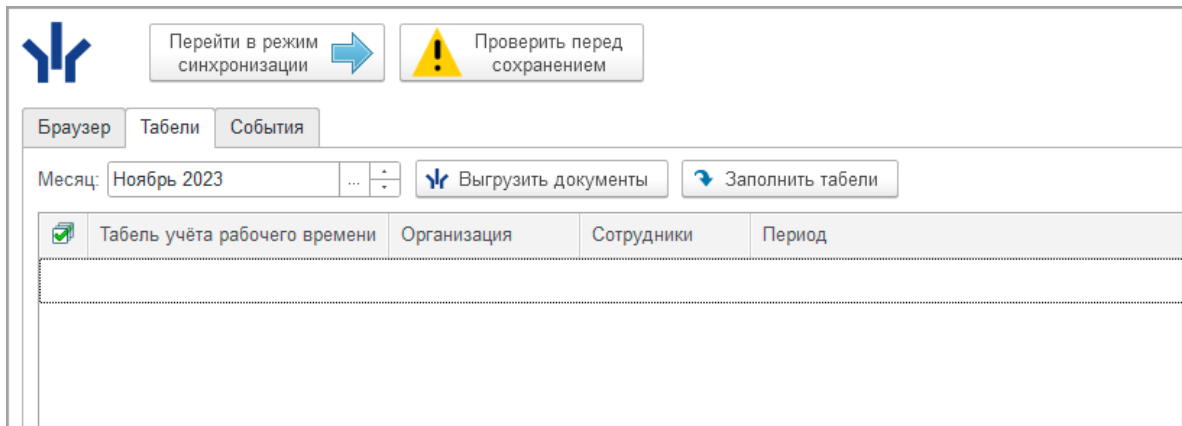 Перейти в режим
синхронизации
Проверить перед
сохранением
Браузер Табели События
Месяц: Ноябрь 2023 ... Выгрузить документы Заполнить табели
Табель учёта рабочего времени Организация Сотрудники Период